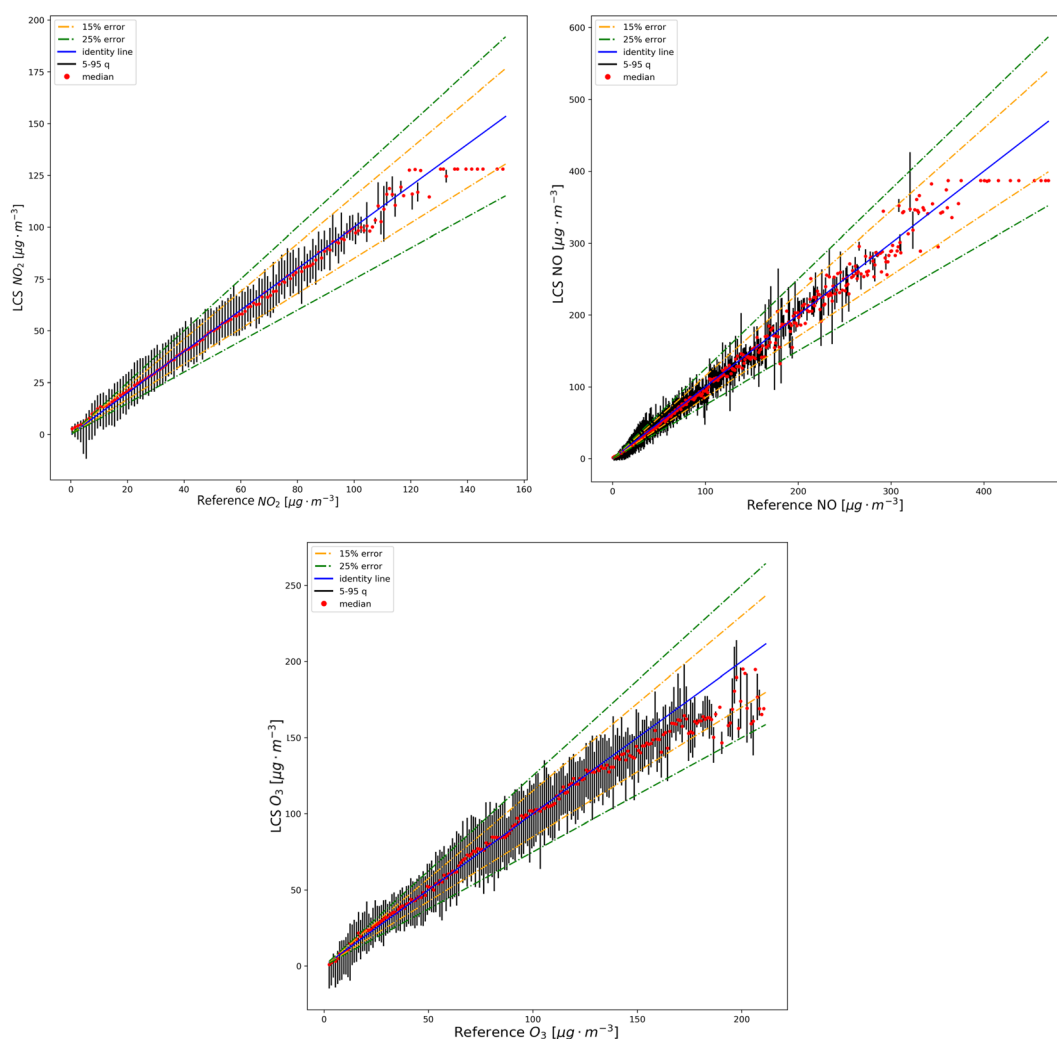 200
175
150
125
100
75
50
25
0
LCS NO₂ [μg · m⁻³]
15% error
25% error
identity line
5-95 q
median
0 20 40 60 80 100 120 140 160
Reference NO₂ [μg · m⁻³]
600
500
400
300
200
100
0
LCS NO [μg · m⁻³]
15% error
25% error
identity line
5-95 q
median
0 100 200 300 400
Reference NO [μg · m⁻³]
250
200
150
100
50
0
LCS O₃ [μg · m⁻³]
15% error
25% error
identity line
5-95 q
median
0 50 100 150 200
Reference O₃ [μg · m⁻³]